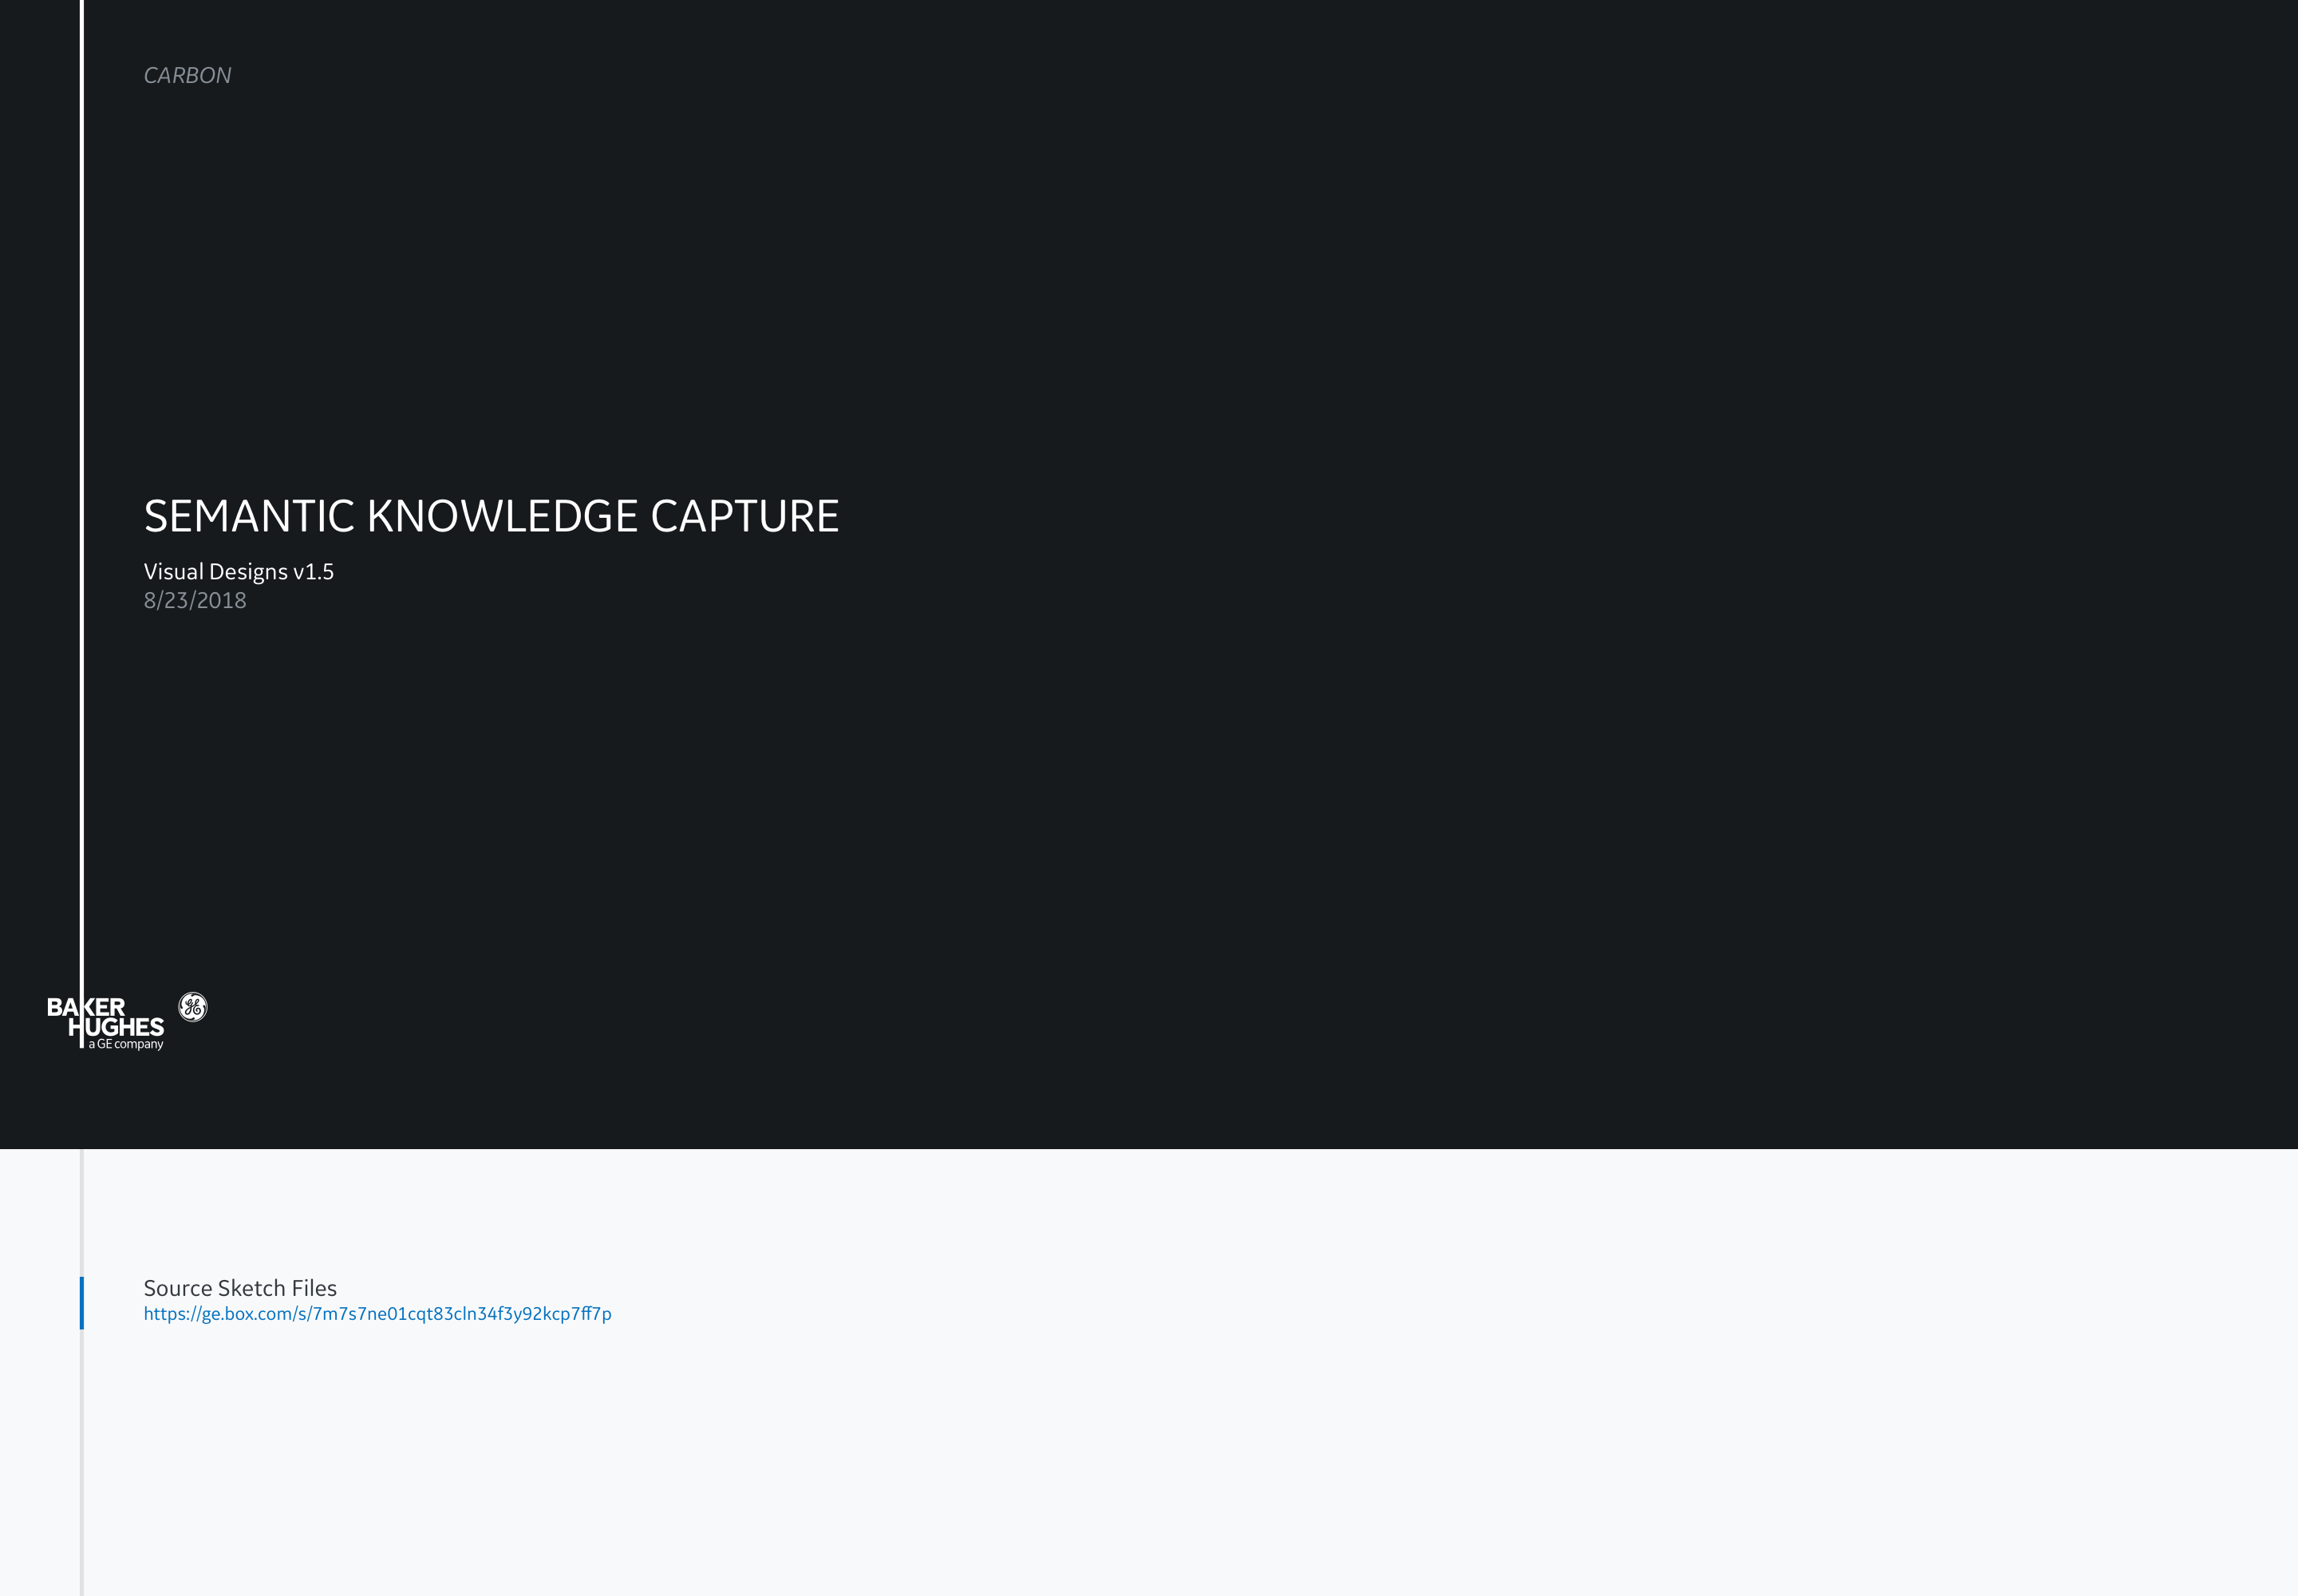 CARBON
SEMANTIC KNOWLEDGE CAPTURE
Visual Designs v1.5
8/23/2018
BAKER
HUGHES
a GE company
Source Sketch Files
https://ge.box.com/s/7m7s7ne01cqt83cln34f3y92kcp7ff7p